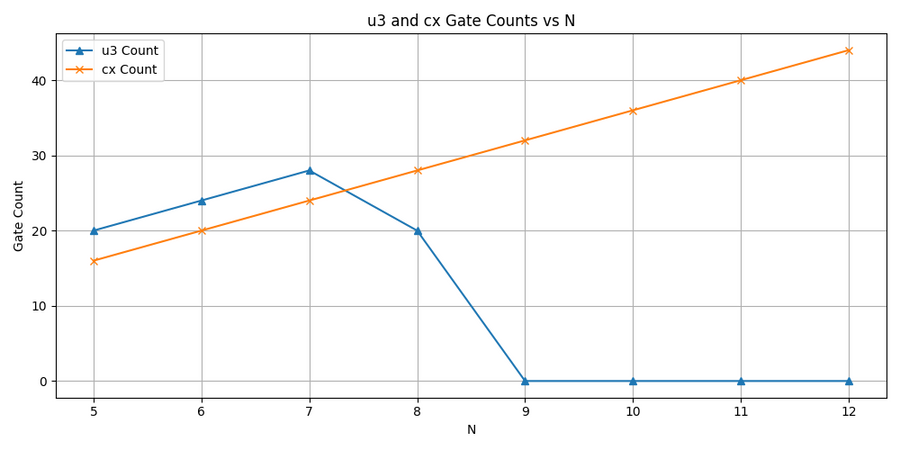 u3 and cx Gate Counts vs N
u3 Count
cx Count
Gate Count
40
30
20
10
0
5 6 7 8 9 10 11 12
N